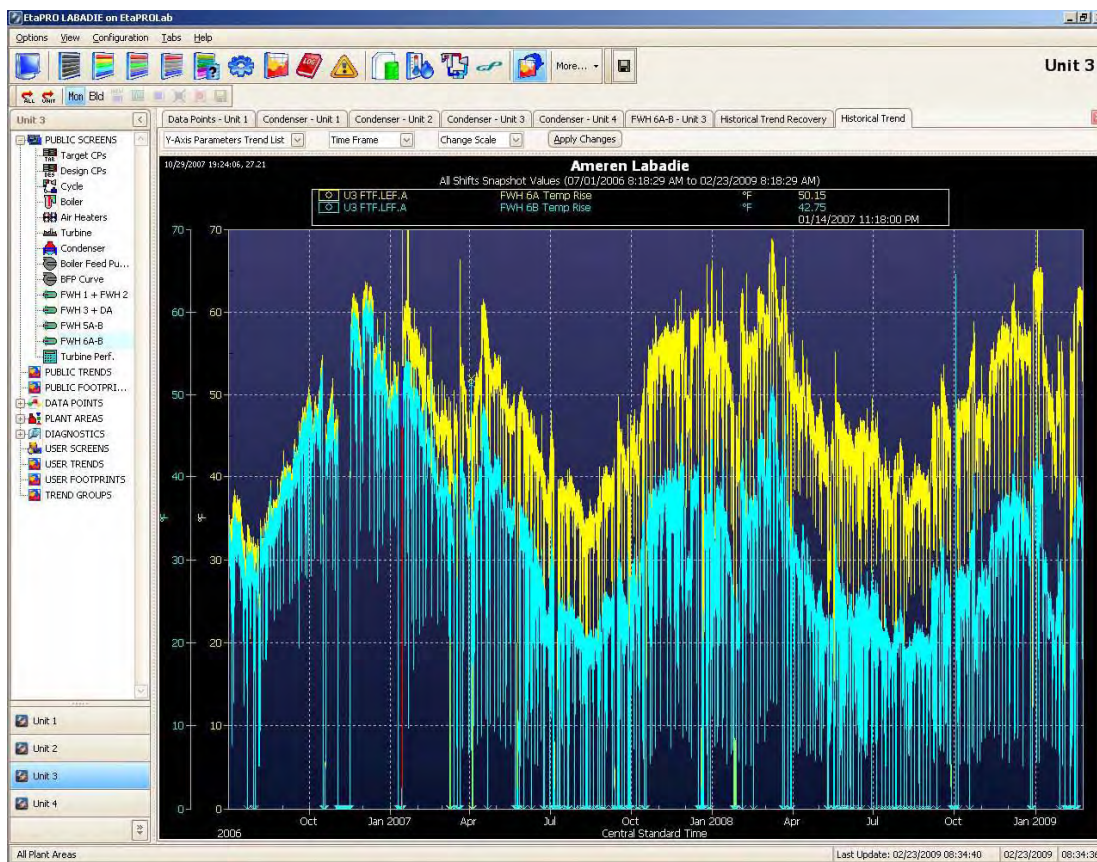 EtaPRO LABADIE on EtaPROLab
Options View Configuration Tabs Help
More... Unit 3
ALL UNIT Mon Bld
Unit 3
Data Points - Unit 1 Condenser - Unit 1 Condenser - Unit 2 Condenser - Unit 3 Condenser - Unit 4 FWH 6A-B - Unit 3 Historical Trend Recovery Historical Trend
Y-Axis Parameters Trend List Time Frame Change Scale Apply Changes
PUBLIC SCREENS
TAR Target CPs
DES Design CPs
Cycle
Boiler
Air Heaters
Turbine
Condenser
Boiler Feed Pu...
BFP Curve
FWH 1 + FWH 2
FWH 3 + DA
FWH 5A-B
FWH 6A-B
Turbine Perf.
PUBLIC TRENDS
PUBLIC FOOTPRI...
DATA POINTS
PLANT AREAS
DIAGNOSTICS
USER SCREENS
USER TRENDS
USER FOOTPRINTS
TREND GROUPS
Unit 1
Unit 2
Unit 3
Unit 4
10/29/2007 19:24:06, 27.21
Ameren Labadie
All Shifts Snapshot Values (07/01/2006 8:18:29 AM to 02/23/2009 8:18:29 AM)
U3 FTF.LEF.A FWH 6A Temp Rise °F 50.15
U3 FTF.LFF.A FWH 6B Temp Rise °F 42.75
01/14/2007 11:18:00 PM
70 70
60 60
50 50
40 40
°F °F
30 30
20 20
10 10
0 0
Oct Jan 2007 Apr Jul Oct Jan 2008 Apr Jul Oct Jan 2009
2006 Central Standard Time
All Plant Areas Last Update: 02/23/2009 08:34:40 02/23/2009 08:34:36